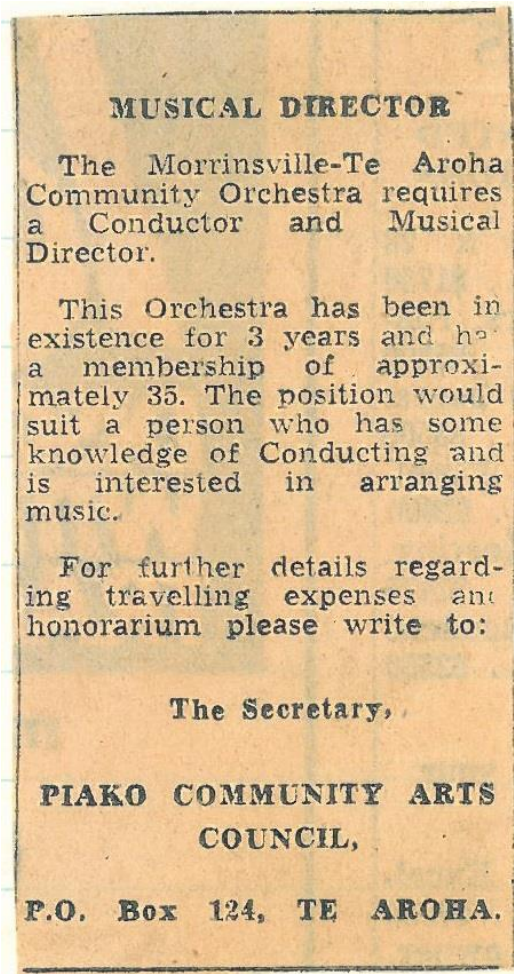 MUSICAL DIRECTOR
The Morrinsville-Te Aroha
Community Orchestra requires
a Conductor and Musical
Director.
This Orchestra has been in
existence for 3 years and has
a membership of approxi-
mately 35. The position would
suit a person who has some
knowledge of Conducting and
is interested in arranging
music.
For further details regard-
ing travelling expenses and
honorarium please write to:
The Secretary,
PIAKO COMMUNITY ARTS
COUNCIL,
P.O. Box 124, TE AROHA.